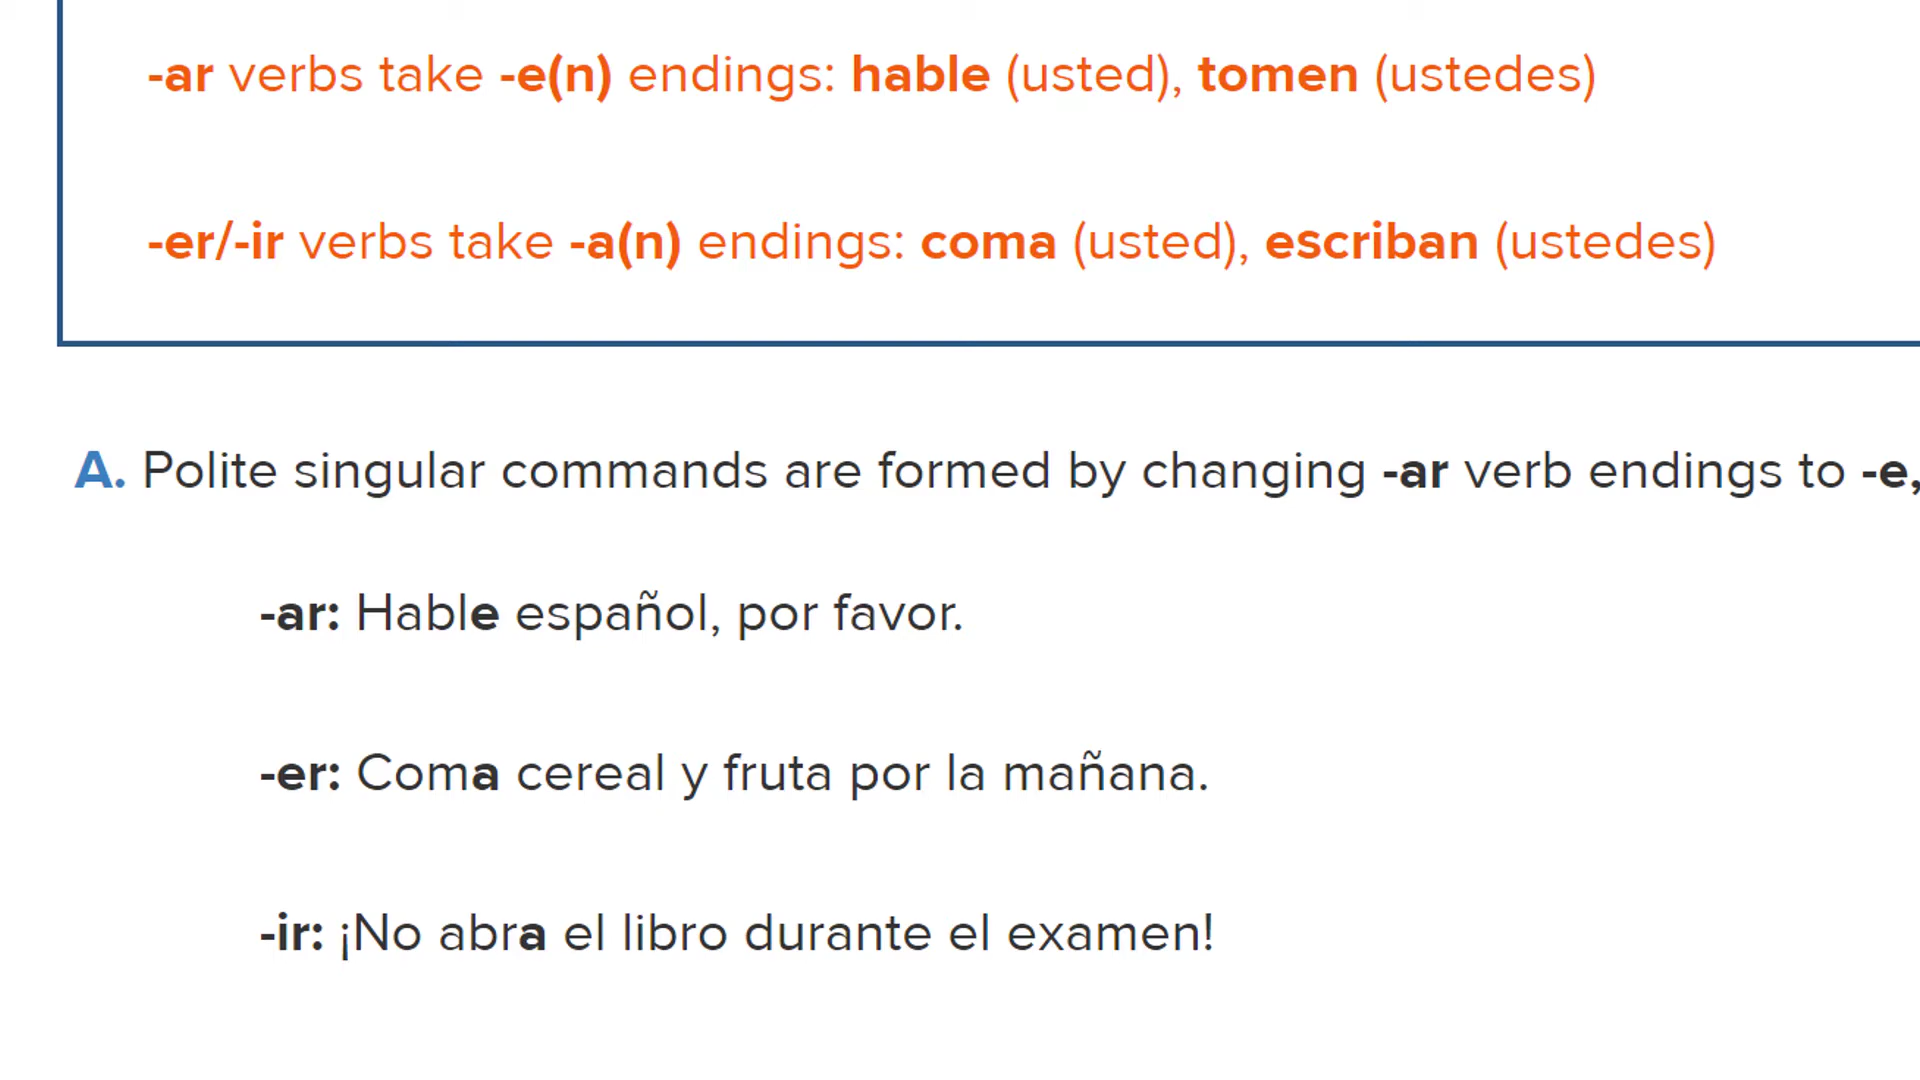 -ar verbs take -e(n) endings: hable (usted), tomen (ustedes)
-er/-ir verbs take -a(n) endings: coma (usted), escriban (ustedes)
A. Polite singular commands are formed by changing -ar verb endings to -e,
-ar: Hable español, por favor.
-er: Coma cereal y fruta por la mañana.
-ir: ¡No abra el libro durante el examen!